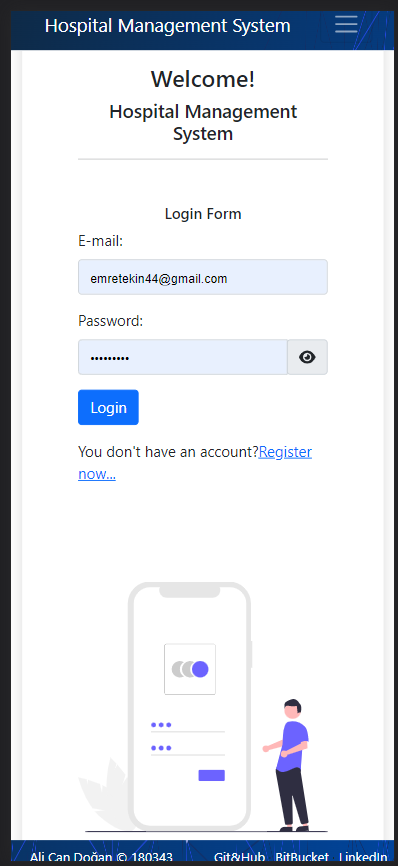 Hospital Management System
Welcome!
Hospital Management
System
Login Form
E-mail:
emretekin44@gmail.com
Password:
•••••••••
Login
You don't have an account?Register
now...
Ali Can Doğan © 180343 Git&Hub BitBucket LinkedIn